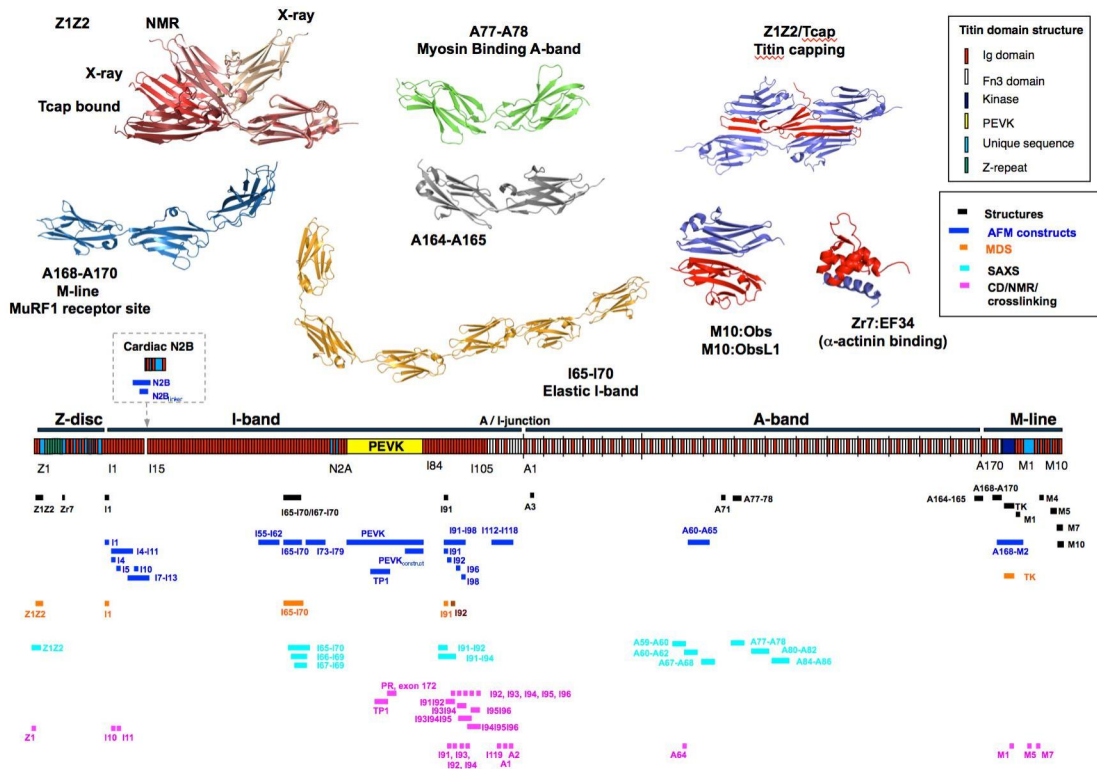 Z1Z2
NMR
X-ray
X-ray
Tcap bound
A77-A78
Myosin Binding A-band
Z1Z2/Tcap
Titin capping
Titin domain structure
Ig domain
Fn3 domain
Kinase
PEVK
Unique sequence
Z-repeat
Structures
AFM constructs
MDS
SAXS
CD/NMR/
crosslinking
A168-A170
M-line
MuRF1 receptor site
A164-A165
I65-I70
Elastic I-band
M10:Obs
M10:ObsL1
Zr7:EF34
(α-actinin binding)
Cardiac N2B
N2B
N2B linker
Z-disc
I-band
A / I-junction
A-band
M-line
PEVK
Z1
I1
I15
N2A
I84
I105
A1
A170
M1
M10
Z1Z2
Zr7
I1
I65-I70/I67-I70
I91
A3
A71
A77-78
A164-165
A168-A170
TK
M1
M4
M5
M7
M10
I1
I4-I11
I4
I5
I10
I7-I13
I55-I62
I65-I70
I73-I79
PEVK
PEVK construct
TP1
I91-I98
I91
I92
I96
I98
I112-I118
A60-A65
A168-M2
Z1Z2
I1
I65-I70
I91
I92
TK
Z1Z2
I65-I70
I66-I69
I67-I69
I91-I92
I91-I94
A59-A60
A60-A62
A67-A68
A77-A78
A80-A82
A84-A86
PR, exon 172
TP1
I91I92
I93I94
I93I94I95
I92, I93, I94, I95, I96
I95I96
I94I95I96
Z1
I10
I11
I91, I93,
I92, I94
I119
A2
A1
A64
M1
M5
M7